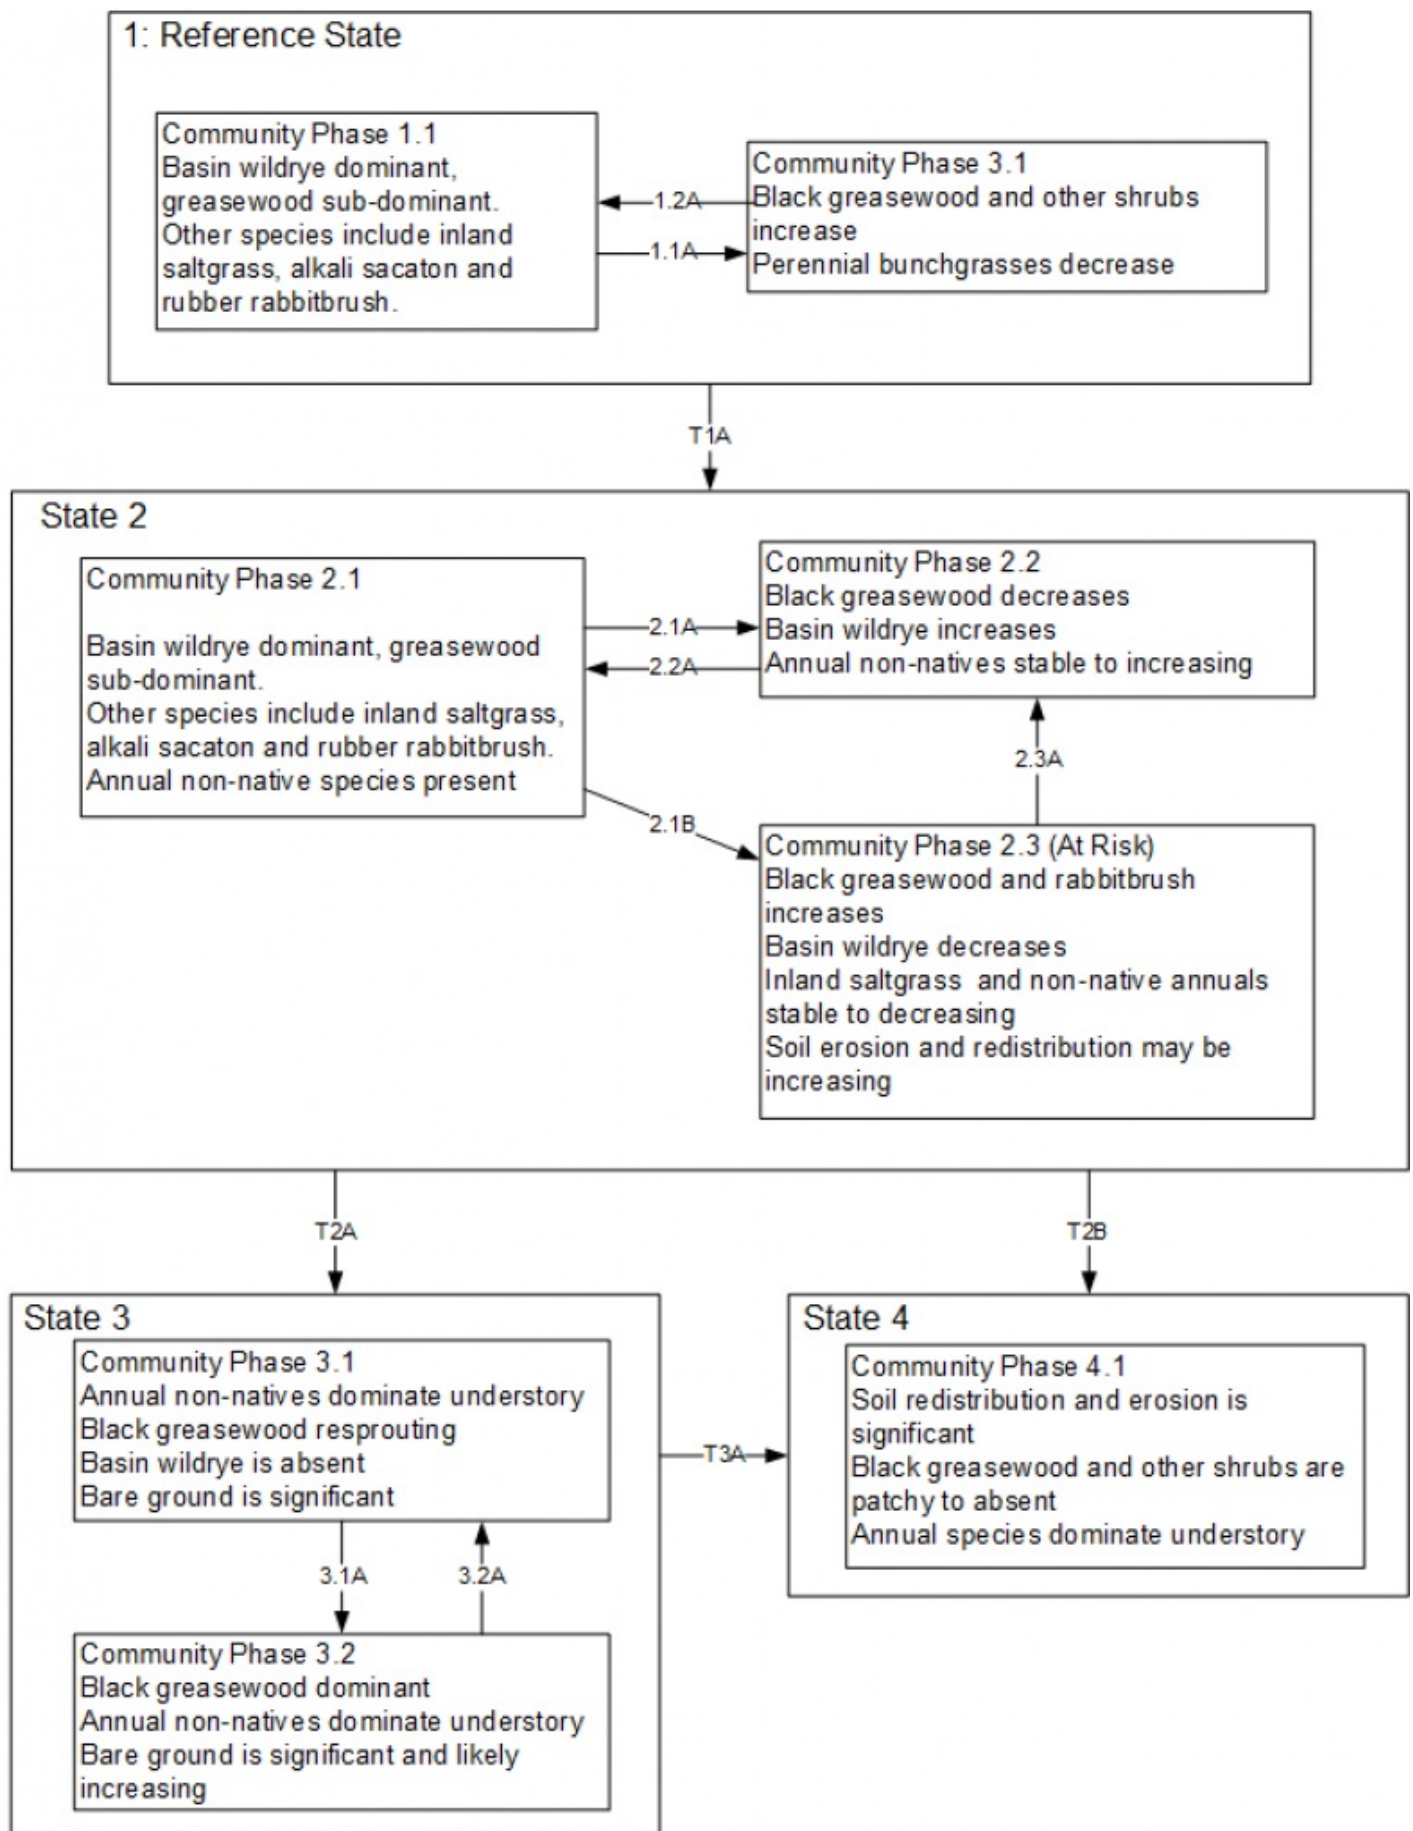 1: Reference State
Community Phase 1.1
Basin wildrye dominant,
greasewood sub-dominant.
Other species include inland
saltgrass, alkali sacaton and
rubber rabbitbrush.
1.2A
1.1A
Community Phase 3.1
Black greasewood and other shrubs
increase
Perennial bunchgrasses decrease
T1A
State 2
Community Phase 2.1
Basin wildrye dominant, greasewood
sub-dominant.
Other species include inland saltgrass,
alkali sacaton and rubber rabbitbrush.
Annual non-native species present
2.1A
2.2A
2.1B
Community Phase 2.2
Black greasewood decreases
Basin wildrye increases
Annual non-natives stable to increasing
2.3A
Community Phase 2.3 (At Risk)
Black greasewood and rabbitbrush
increases
Basin wildrye decreases
Inland saltgrass and non-native annuals
stable to decreasing
Soil erosion and redistribution may be
increasing
T2A
T2B
State 3
Community Phase 3.1
Annual non-natives dominate understory
Black greasewood resprouting
Basin wildrye is absent
Bare ground is significant
3.1A
3.2A
Community Phase 3.2
Black greasewood dominant
Annual non-natives dominate understory
Bare ground is significant and likely
increasing
T3A
State 4
Community Phase 4.1
Soil redistribution and erosion is
significant
Black greasewood and other shrubs are
patchy to absent
Annual species dominate understory